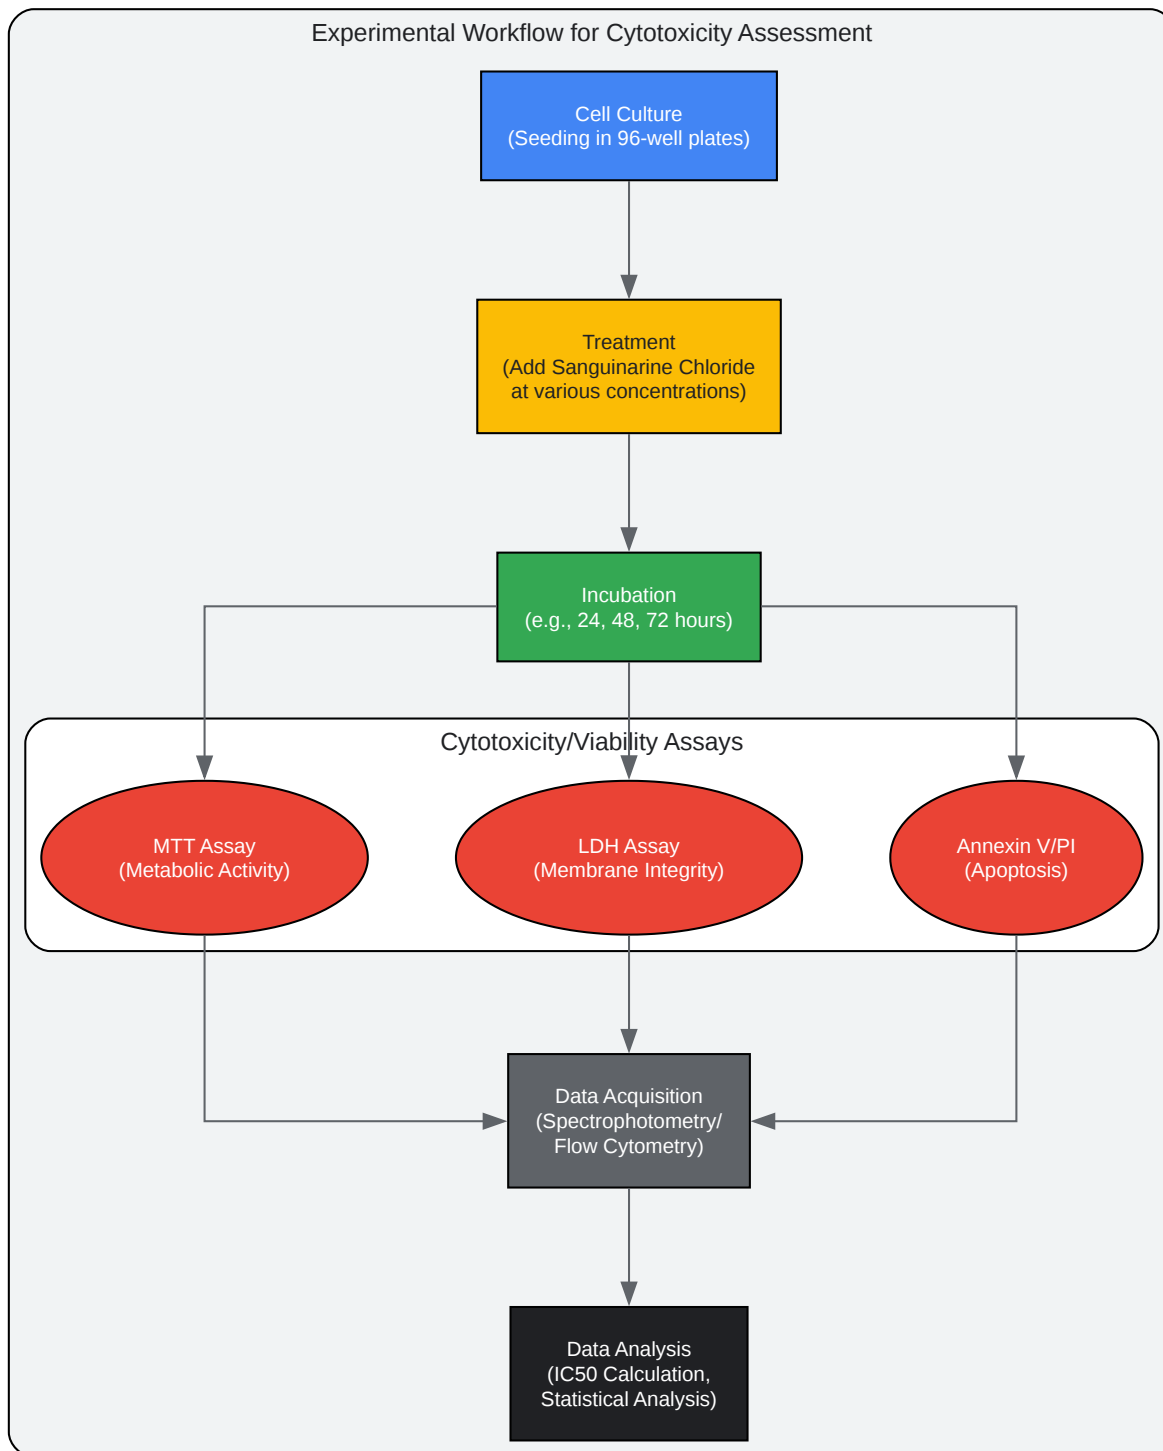 Experimental Workflow for Cytotoxicity Assessment
Cell Culture
(Seeding in 96-well plates)
Treatment
(Add Sanguinarine Chloride
at various concentrations)
Incubation
(e.g., 24, 48, 72 hours)
Cytotoxicity/Viability Assays
MTT Assay
(Metabolic Activity)
LDH Assay
(Membrane Integrity)
Annexin V/PI
(Apoptosis)
Data Acquisition
(Spectrophotometry/
Flow Cytometry)
Data Analysis
(IC50 Calculation,
Statistical Analysis)